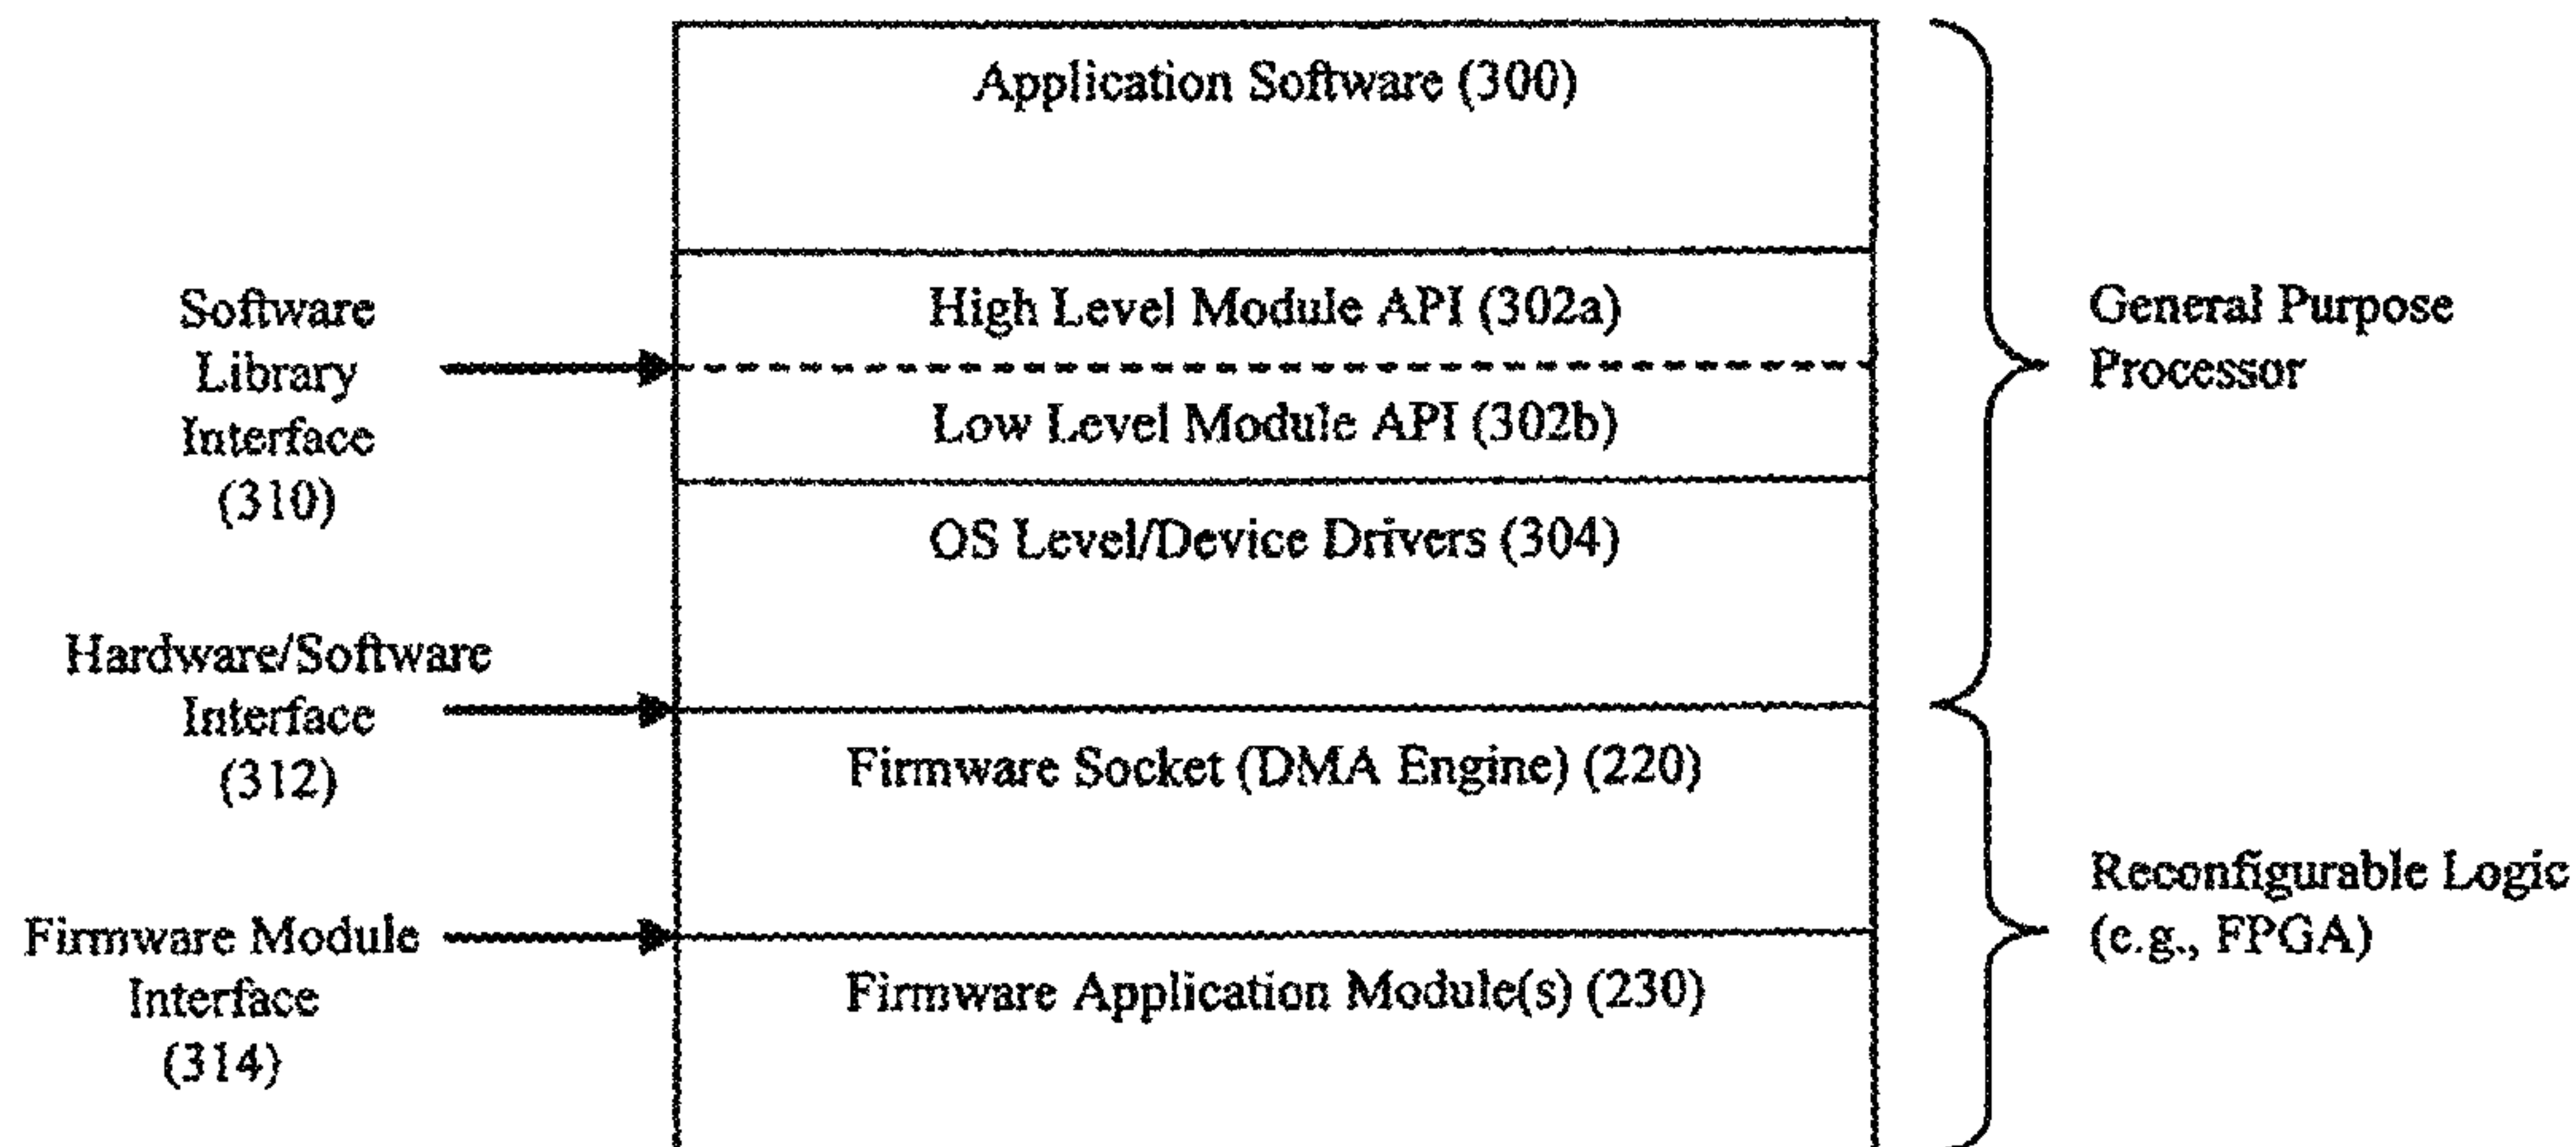 Application Software (300)
High Level Module API (302a)
Low Level Module API (302b)
OS Level/Device Drivers (304)
Firmware Socket (DMA Engine) (220)
Firmware Application Module(s) (230)
Software
Library
Interface
(310)
Hardware/Software
Interface
(312)
Firmware Module
Interface
(314)
General Purpose
Processor
Reconfigurable Logic
(e.g., FPGA)